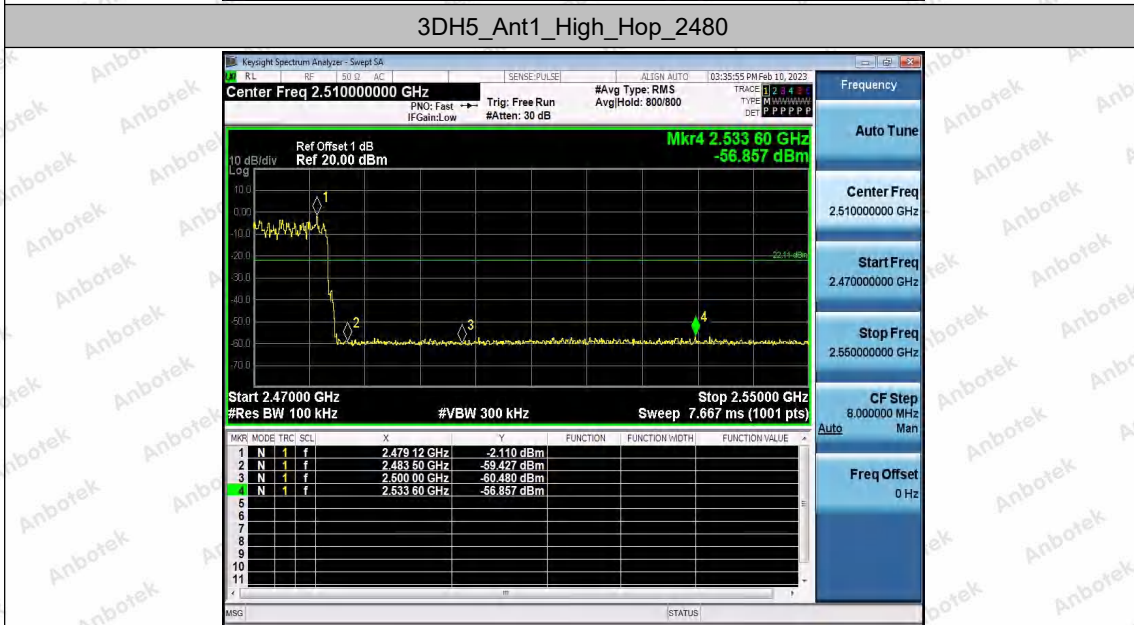 3DH5_Ant1_High_Hop_2480
Keysight Spectrum Analyzer - Swept SA
RL RF 50 Ω AC SENSE:PULSE ALIGN AUTO 03:35:55 PM Feb 10, 2023
Center Freq 2.510000000 GHz
PNO: Fast
IFGain:Low
Trig: Free Run
#Atten: 30 dB
#Avg Type: RMS
Avg|Hold: 800/800
TRACE 1 2 3 4 5 6
TYPE M W W W W W
DET P P P P P P
Frequency
Auto Tune
Center Freq
2.510000000 GHz
Start Freq
2.470000000 GHz
Stop Freq
2.550000000 GHz
CF Step
8.000000 MHz
Auto Man
Freq Offset
0 Hz
Mkr4 2.533 60 GHz
-56.857 dBm
Ref Offset 1 dB
10 dB/div Ref 20.00 dBm
Log
10.0
0.00
-10.0
-20.0
-30.0
-40.0
-50.0
-60.0
-70.0
1
2
3
4
-22.11 dBm
Start 2.47000 GHz Stop 2.55000 GHz
#Res BW 100 kHz #VBW 300 kHz Sweep 7.667 ms (1001 pts)
MKR MODE TRC SCL X Y FUNCTION FUNCTION WIDTH FUNCTION VALUE
1 N 1 f 2.479 12 GHz -2.110 dBm
2 N 1 f 2.483 50 GHz -59.427 dBm
3 N 1 f 2.500 00 GHz -60.480 dBm
4 N 1 f 2.533 60 GHz -56.857 dBm
5
6
7
8
9
10
11
MSG STATUS
Anbotek